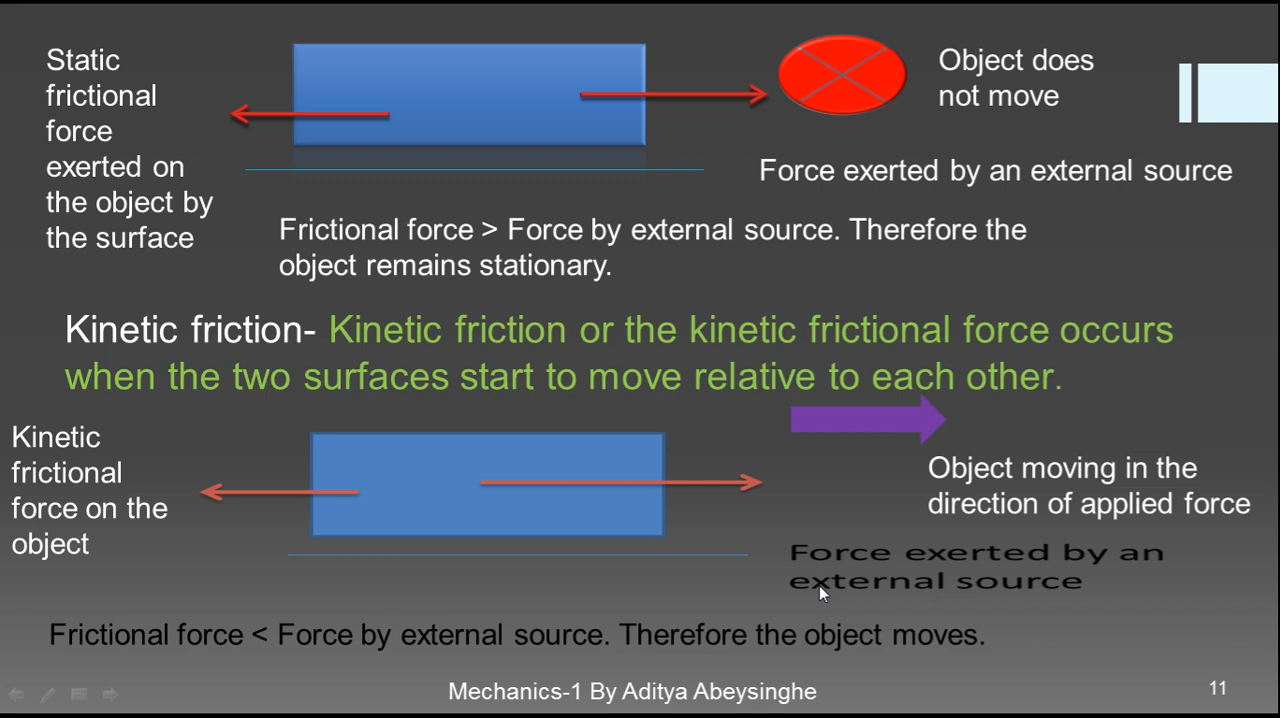 Static
frictional
force
exerted on
the object by
the surface
Object does
not move
Force exerted by an external source
Frictional force > Force by external source. Therefore the
object remains stationary.
Kinetic friction- Kinetic friction or the kinetic frictional force occurs
when the two surfaces start to move relative to each other.
Kinetic
frictional
force on the
object
Object moving in the
direction of applied force
Force exerted by an
external source
Frictional force < Force by external source. Therefore the object moves.
Mechanics-1 By Aditya Abeysinghe
11